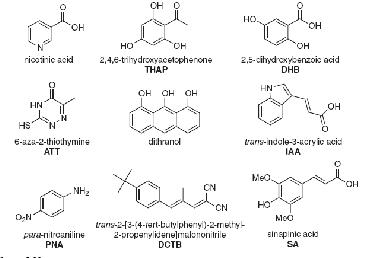 OH
O
OH
N
nicotinic acid
OH
O
HO
OH
2,4,6-trihydroxyacetophenone
THAP
O
HO
OH
OH
2,5-dihydroxybenzoic acid
DHB
O
HN
HS
N
N
6-aza-2-thiothymine
ATT
OH
OH
OH
dithranol
HN
OH
O
trans-indole-3-acrylic acid
IAA
NH2
O2N
para-nitroaniline
PNA
CN
CN
trans-2-[3-(4-tert-butylphenyl)-2-methyl-
2-propenylidene]malononitrile
DCTB
O
MeO
OH
HO
MeO
sinapinic acid
SA